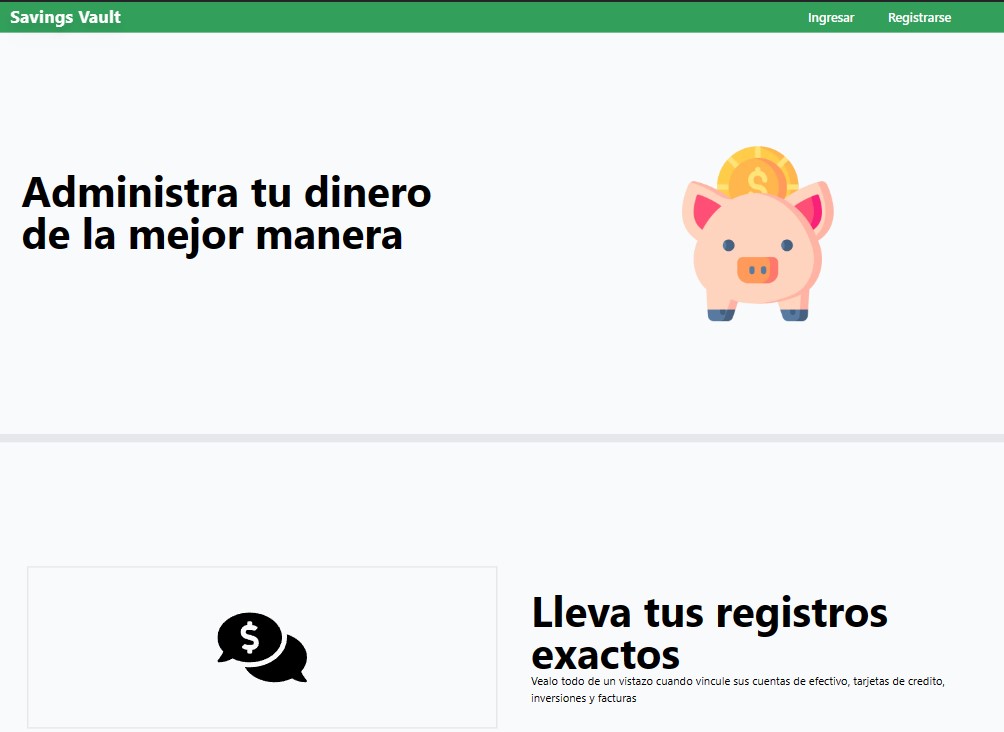 Savings Vault
Ingresar
Registrarse
Administra tu dinero
de la mejor manera
$
$
Lleva tus registros
exactos
Vealo todo de un vistazo cuando vincule sus cuentas de efectivo, tarjetas de credito,
inversiones y facturas